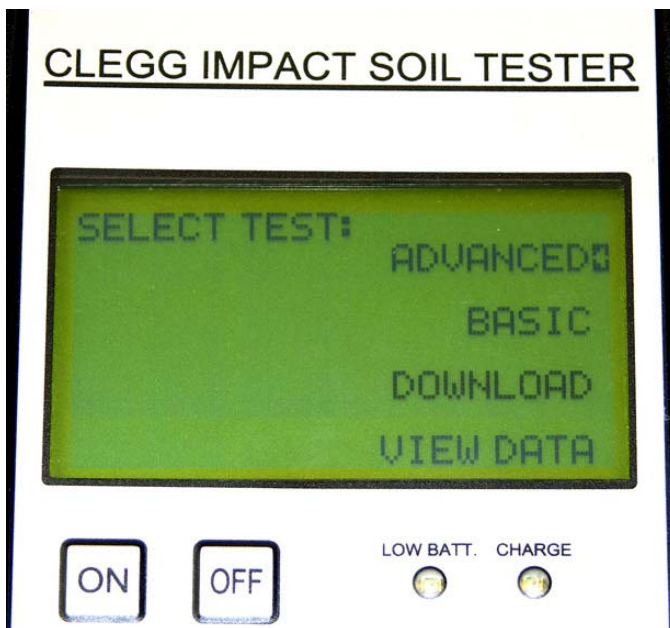 CLEGG IMPACT SOIL TESTER
SELECT TEST:
ADVANCED
BASIC
DOWNLOAD
VIEW DATA
LOW BATT. CHARGE
ON OFF